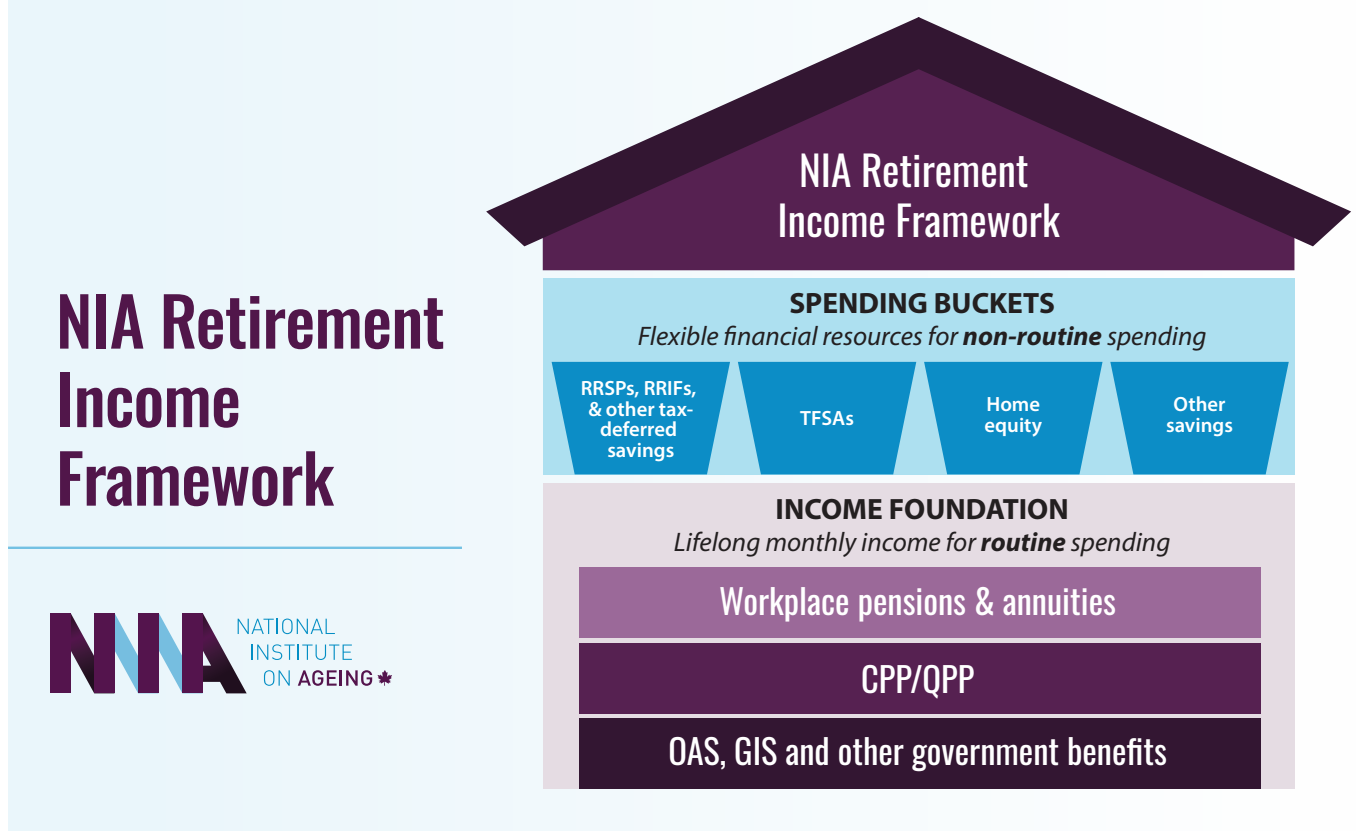 NIA Retirement
Income
Framework
NATIONAL
INSTITUTE
ON AGEING
NIA
NIA Retirement
Income Framework
SPENDING BUCKETS
Flexible financial resources for non-routine spending
RRSPs, RRIFs,
& other tax-
deferred
savings
TFSAs
Home
equity
Other
savings
INCOME FOUNDATION
Lifelong monthly income for routine spending
Workplace pensions & annuities
CPP/QPP
OAS, GIS and other government benefits